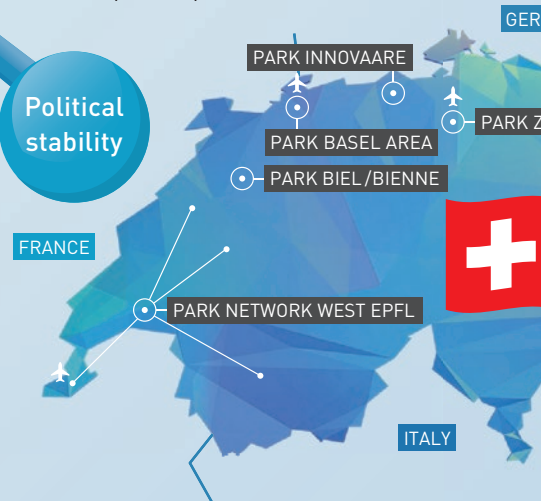 GER
PARK INNOVAARE
Political
stability
PARK Z
PARK BASEL AREA
PARK BIEL/BIENNE
FRANCE
PARK NETWORK WEST EPFL
ITALY